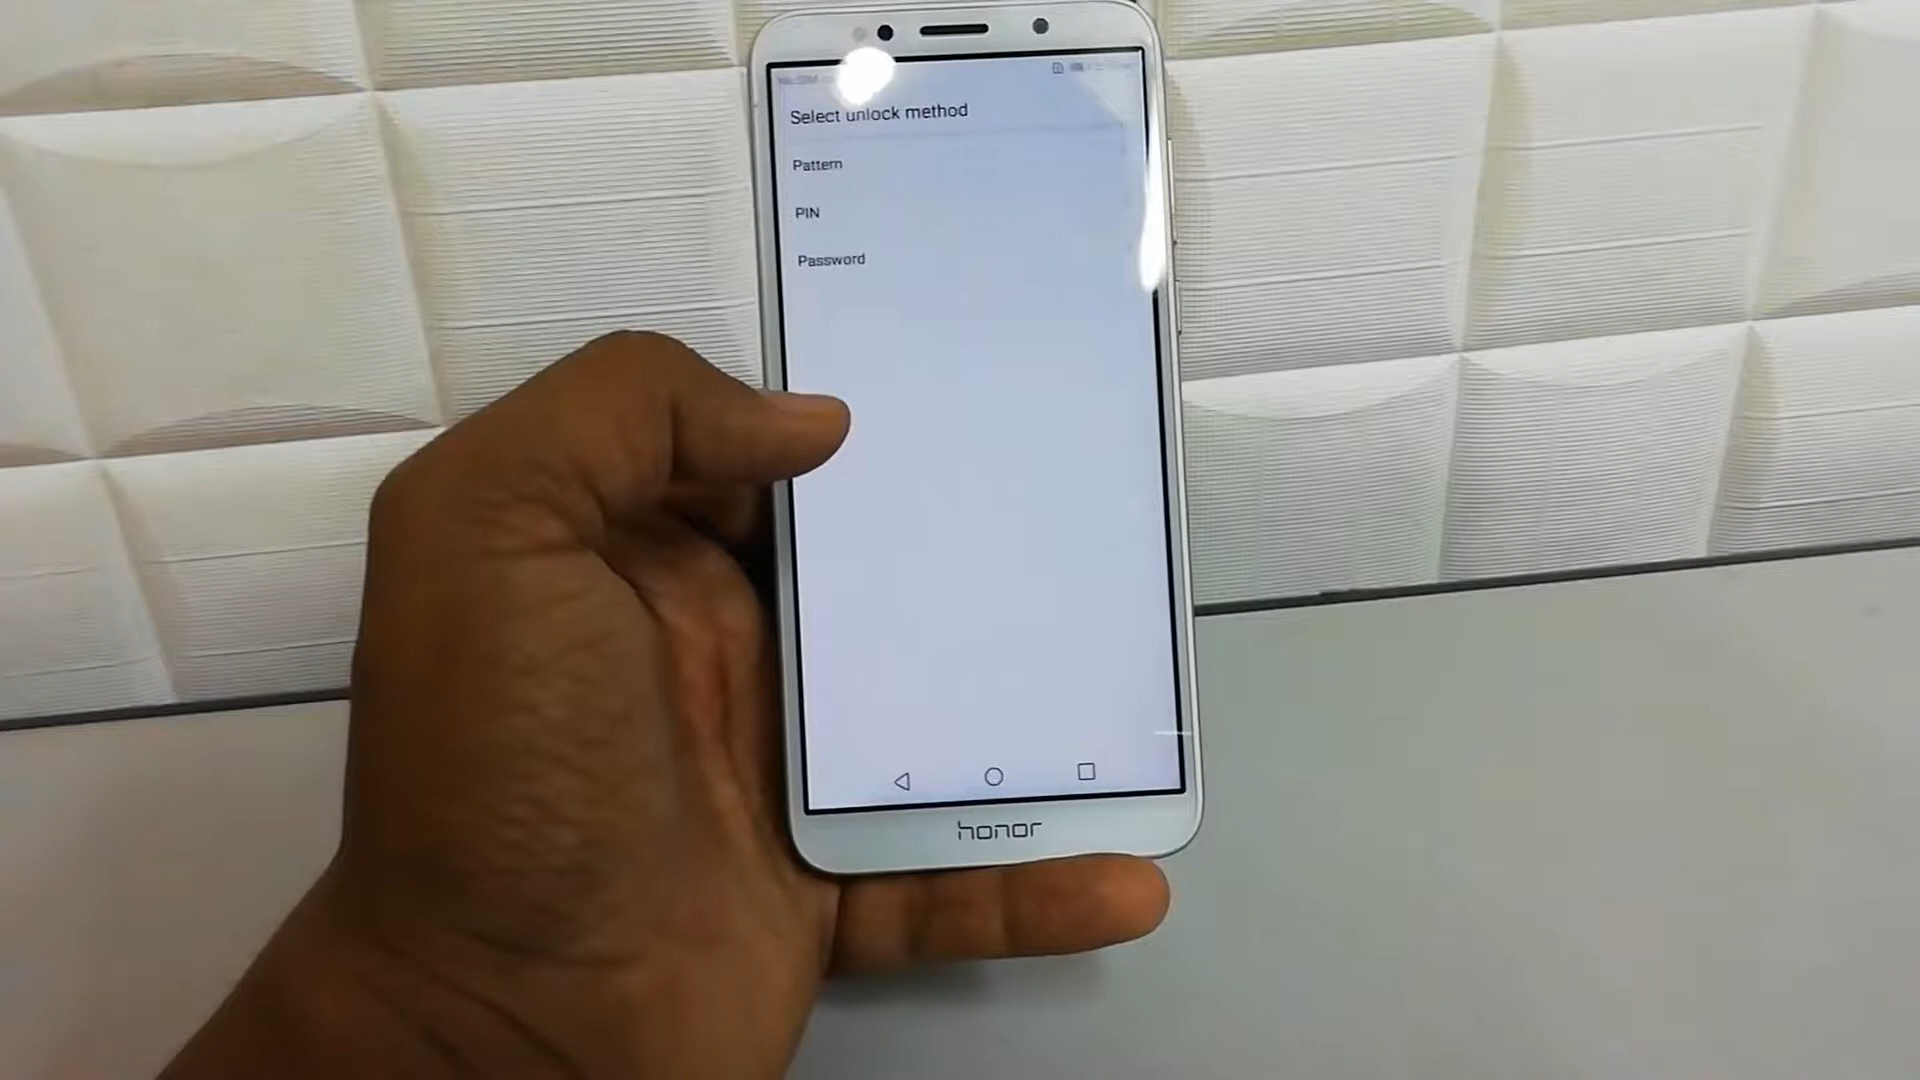 Select unlock method
Pattern
PIN
Password
honor